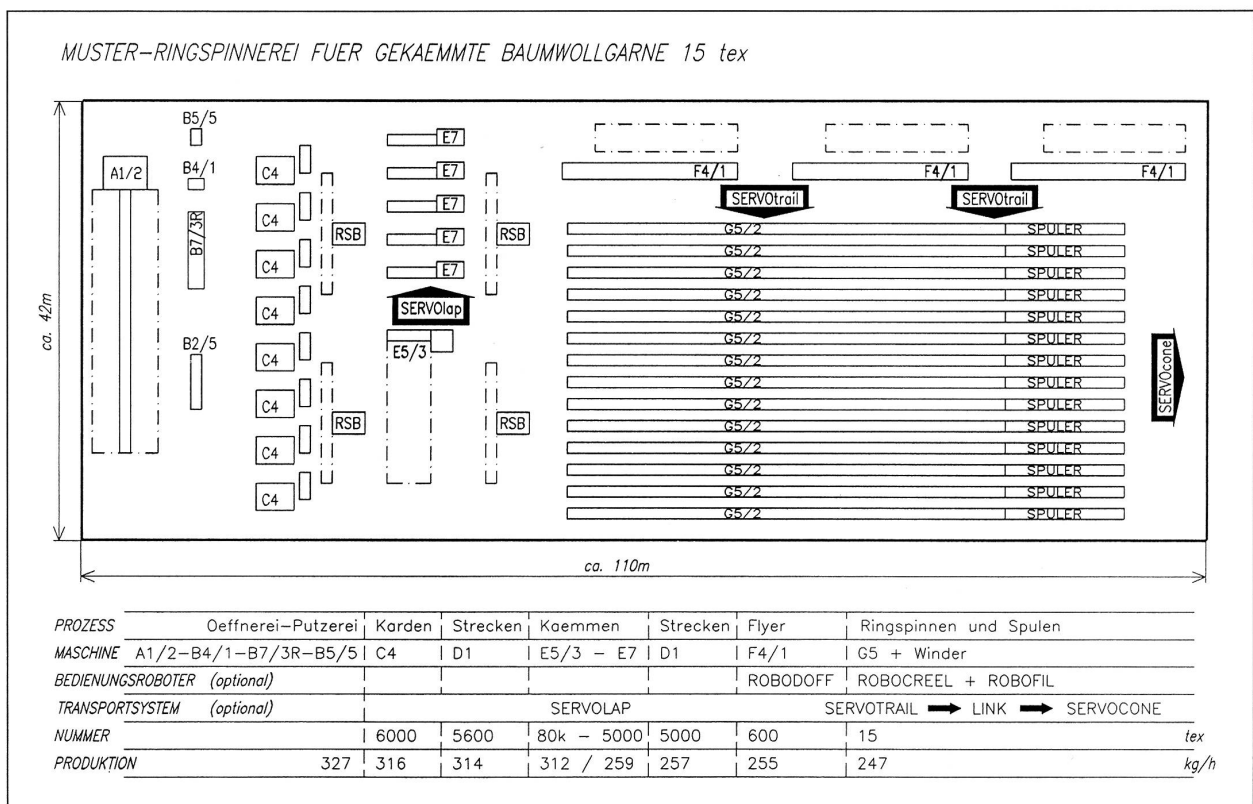 MUSTER-RINGSPINNEREI FUER GEKAEMMTE BAUMWOLLGARNE 15 tex
ca. 42m
A1/2
B5/5
B4/1
B7/3R
B2/5
C4
C4
C4
C4
C4
C4
C4
C4
RSB
RSB
E7
E7
E7
E7
E7
SERVOlap
E5/3
RSB
RSB
F4/1
F4/1
F4/1
SERVOtrail
SERVOtrail
G5/2 SPULER
G5/2 SPULER
G5/2 SPULER
G5/2 SPULER
G5/2 SPULER
G5/2 SPULER
G5/2 SPULER
G5/2 SPULER
G5/2 SPULER
G5/2 SPULER
G5/2 SPULER
G5/2 SPULER
G5/2 SPULER
G5/2 SPULER
SERVOcone
ca. 110m
PROZESS Oeffnerei-Putzerei Karden Strecken Kaemmen Strecken Flyer Ringspinnen und Spulen
MASCHINE A1/2-B4/1-B7/3R-B5/5 C4 D1 E5/3 - E7 D1 F4/1 G5 + Winder
BEDIENUNGSROBOTER (optional) ROBODOFF ROBOCREEL + ROBOFIL
TRANSPORTSYSTEM (optional) SERVOLAP SERVOTRAIL ➡ LINK ➡ SERVOCONE
NUMMER 6000 5600 80k - 5000 5000 600 15 tex
PRODUKTION 327 316 314 312 / 259 257 255 247 kg/h